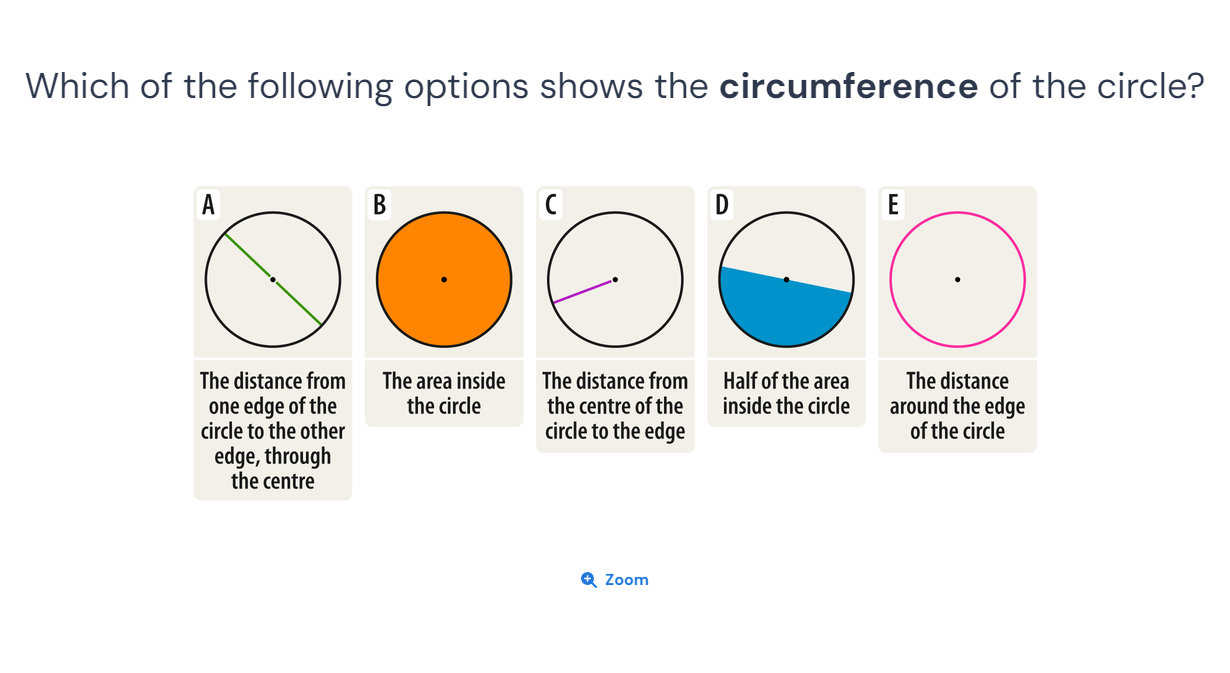 Which of the following options shows the circumference of the circle?
A
The distance from
one edge of the
circle to the other
edge, through
the centre
B
The area inside
the circle
C
The distance from
the centre of the
circle to the edge
D
Half of the area
inside the circle
E
The distance
around the edge
of the circle
Zoom